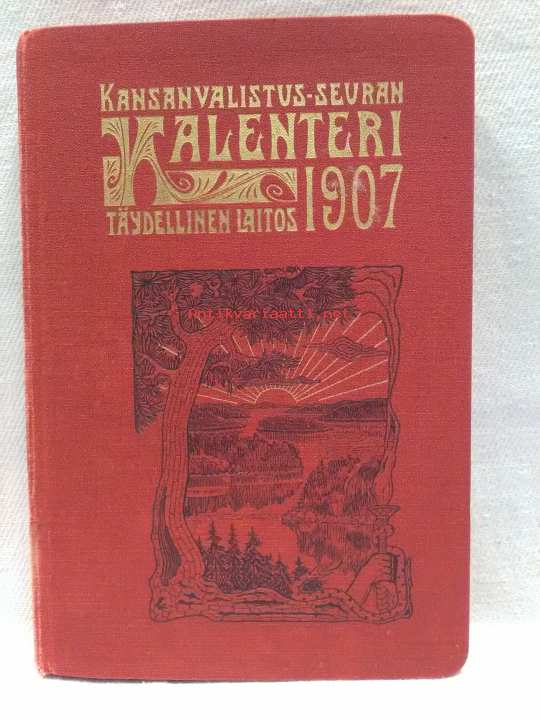 KANSANVALISTUS-SEURAN
KALENTERI
TÄYDELLINEN LAITOS 1907
© Antikvariaatti.net